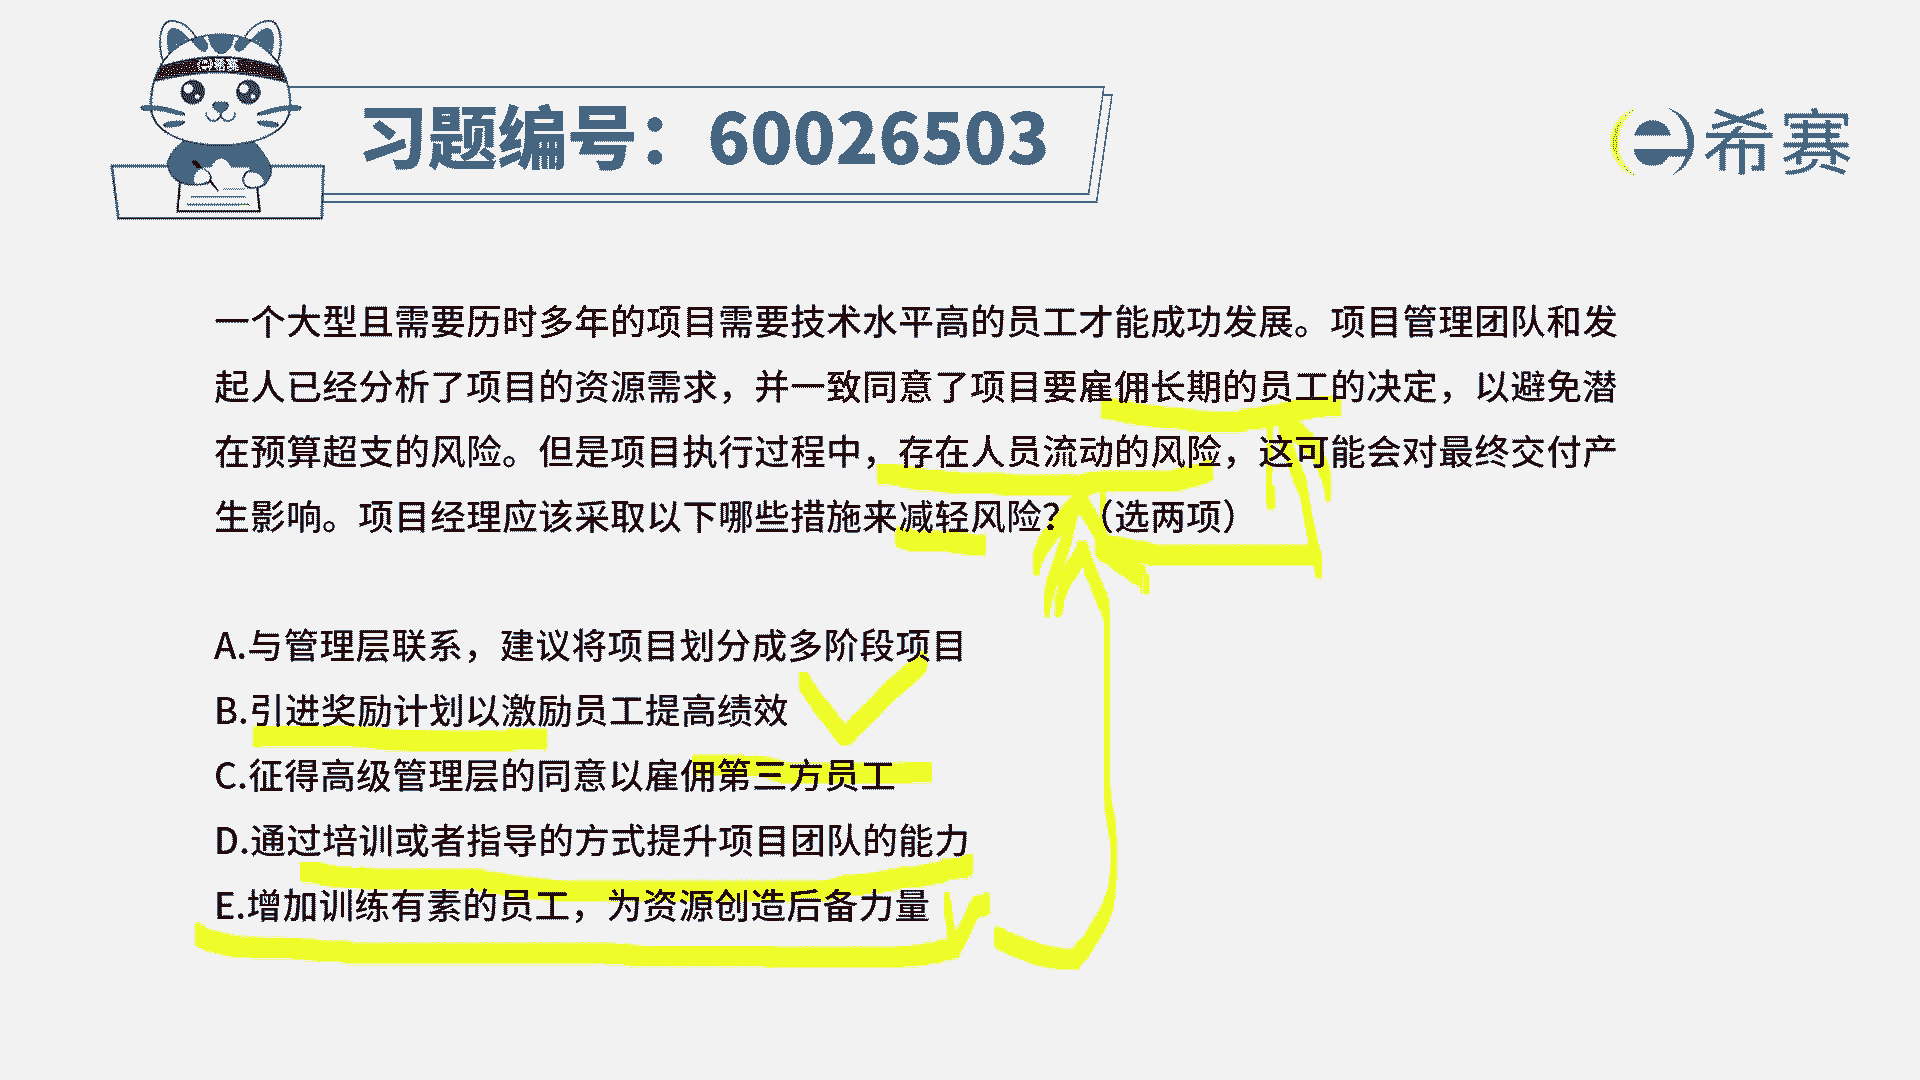 希赛
习题编号：60026503
希赛
一个大型且需要历时多年的项目需要技术水平高的员工才能成功发展。项目管理团队和发
起人已经分析了项目的资源需求，并一致同意了项目要雇佣长期的员工的决定，以避免潜
在预算超支的风险。但是项目执行过程中，存在人员流动的风险，这可能会对最终交付产
生影响。项目经理应该采取以下哪些措施来减轻风险？（选两项）
A.与管理层联系，建议将项目划分成多阶段项目
B.引进奖励计划以激励员工提高绩效
C.征得高级管理层的同意以雇佣第三方员工
D.通过培训或者指导的方式提升项目团队的能力
E.增加训练有素的员工，为资源创造后备力量